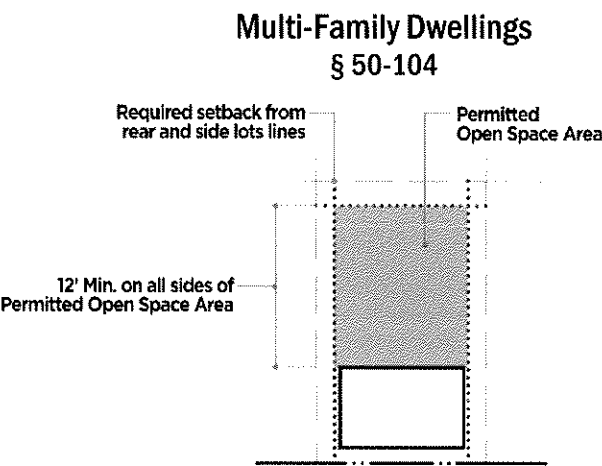 Multi-Family Dwellings
§ 50-104
Required setback from
rear and side lots lines
Permitted
Open Space Area
12' Min. on all sides of
Permitted Open Space Area